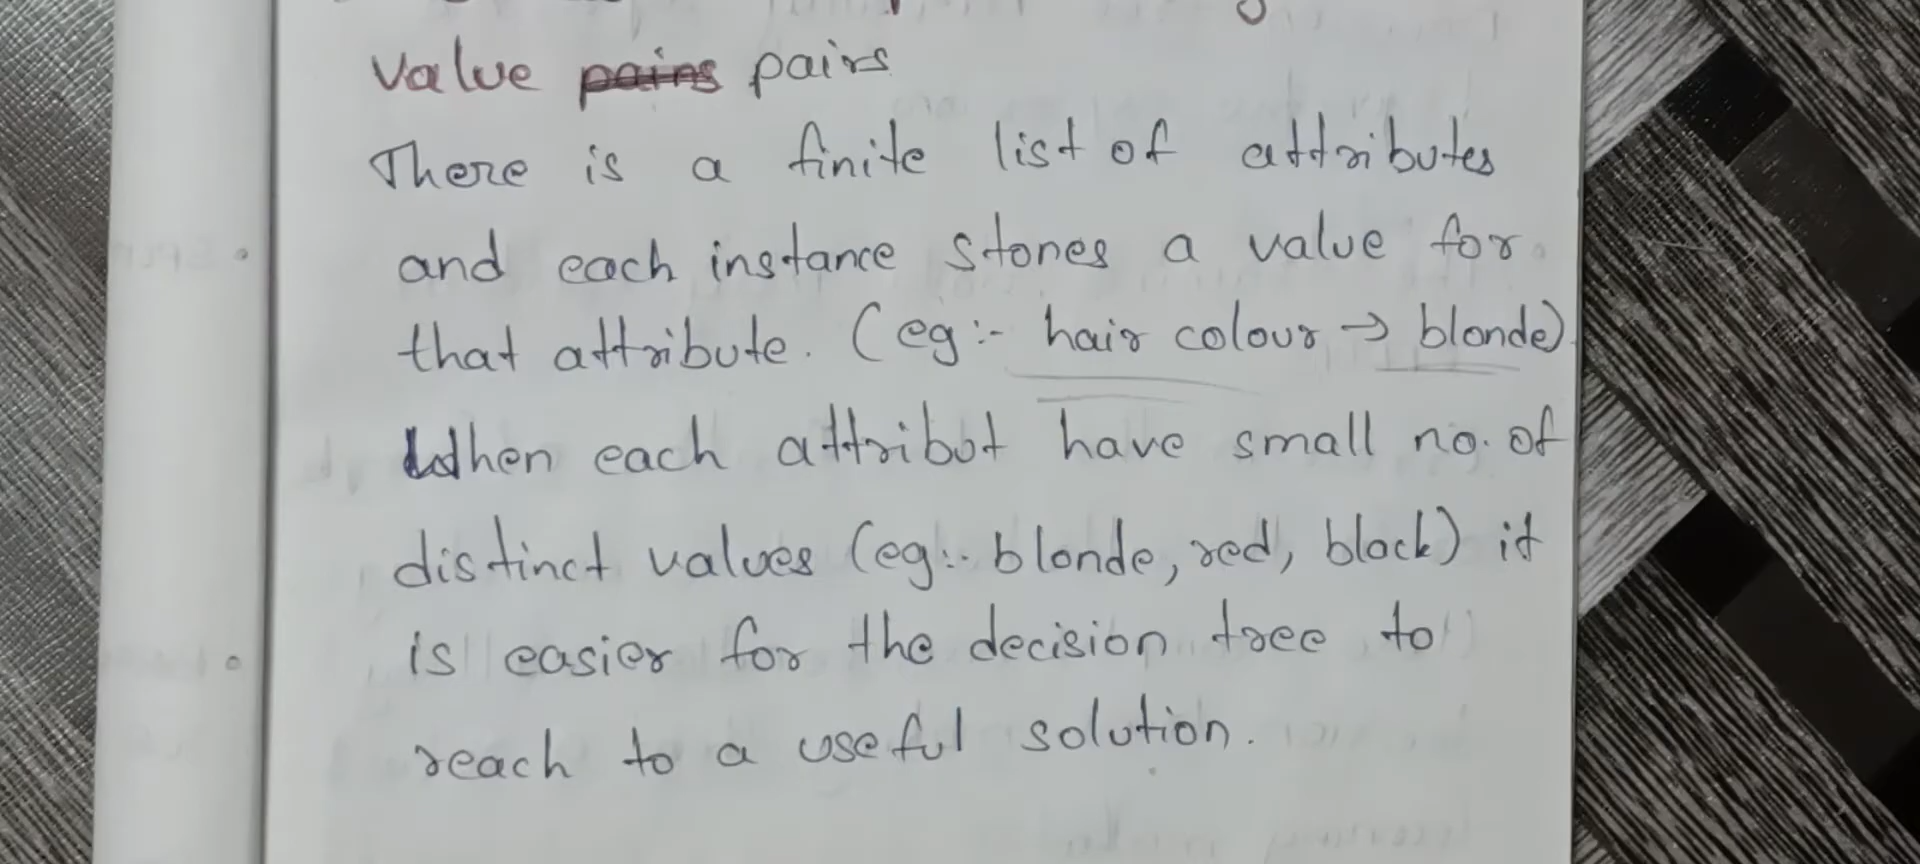 value pairs pairs
There is a finite list of attributes
and each instance stores a value for
that attribute. (eg:- hair colour → blonde)
When each attribut have small no. of
distinct values (eg:- blonde, red, black) it
is easier for the decision tree to
reach to a useful solution.